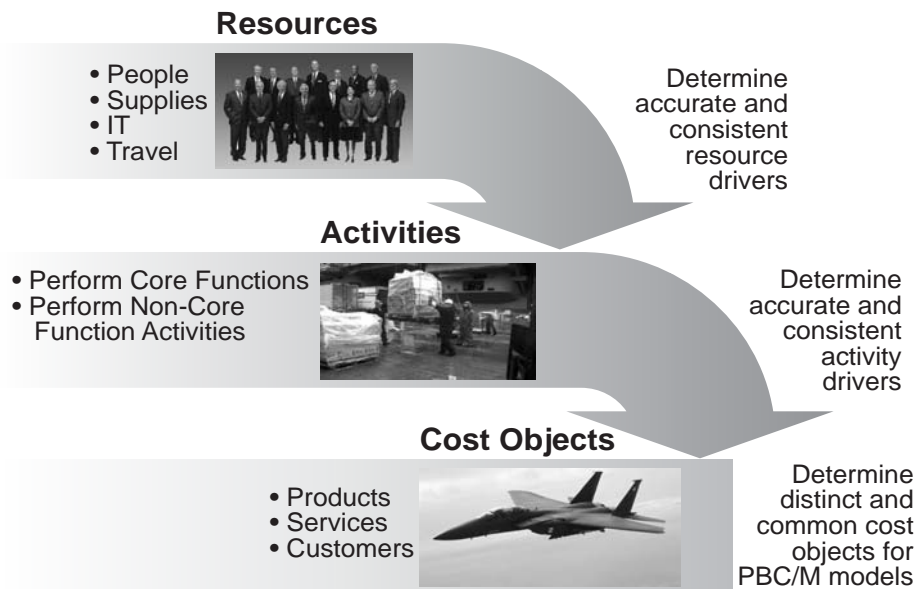 Resources
• People
• Supplies
• IT
• Travel
Determine
accurate and
consistent
resource
drivers
Activities
• Perform Core Functions
• Perform Non-Core
Function Activities
Determine
accurate and
consistent
activity
drivers
Cost Objects
• Products
• Services
• Customers
Determine
distinct and
common cost
objects for
PBC/M models